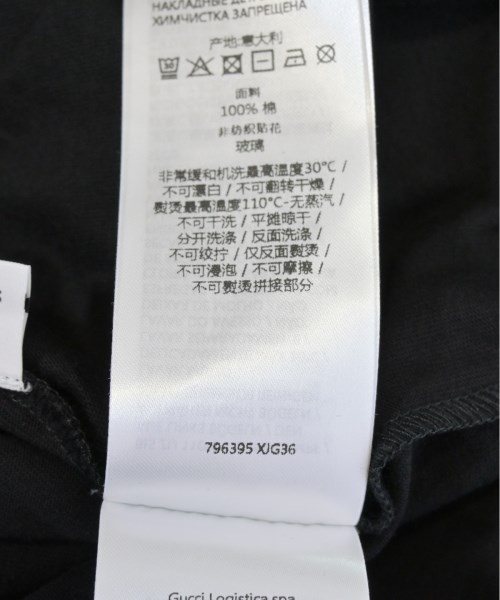 НАКЛАДНЫЕ
ХИМЧИСТКА ЗАПРЕЩЕНА
产地:意大利
面料
100% 棉
非纺织贴花
玻璃
非常缓和机洗最高温度30°C /
不可漂白 / 不可翻转干燥 /
熨烫最高温度110°C-无蒸汽 /
不可干洗 / 平摊晾干 /
分开洗涤 / 反面洗涤 /
不可绞拧 / 仅反面熨烫 /
不可浸泡 / 不可摩擦 /
不可熨烫拼接部分
796395 XJG36
Gucci Logistica spa